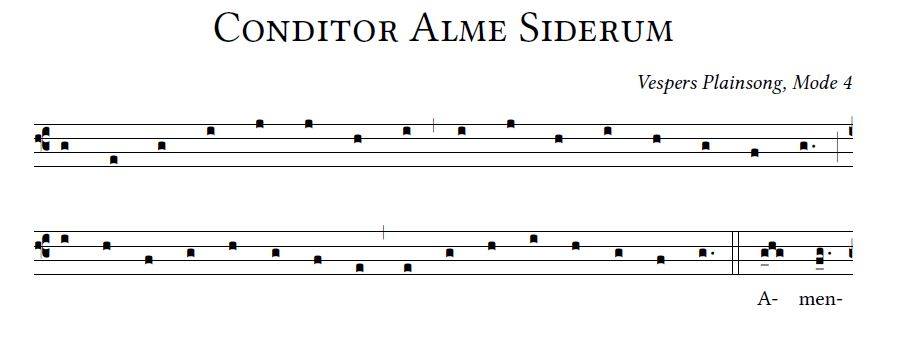 Conditor Alme Siderum
Vespers Plainsong, Mode 4
A- men-